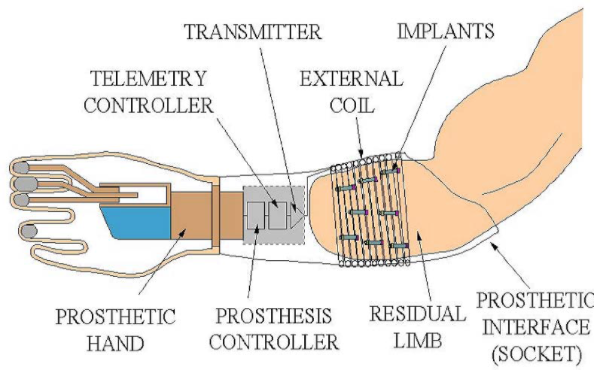 TRANSMITTER
IMPLANTS
TELEMETRY
CONTROLLER
EXTERNAL
COIL
PROSTHETIC
HAND
PROSTHESIS
CONTROLLER
RESIDUAL
LIMB
PROSTHETIC
INTERFACE
(SOCKET)